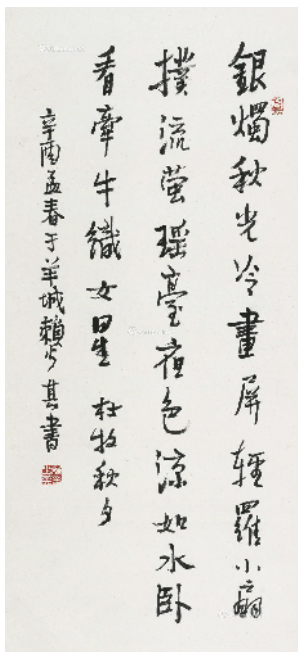 銀燭秋光冷畫屏輕羅小扇
撲流萤瑶臺夜色涼如水卧
看牽牛織女星 杜牧秋夕
辛酉孟春于羊城賴少其書